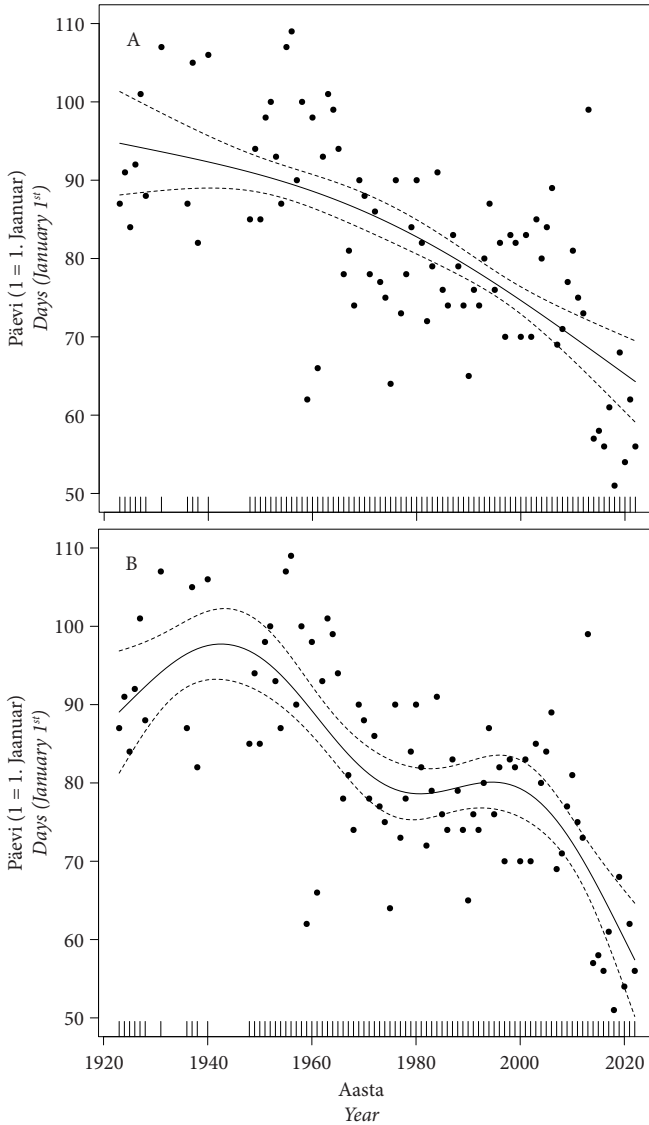 A
110
100
90
80
70
60
50
Päevi (1 = 1. Jaanuar)
Days (January 1st)
B
110
100
90
80
70
60
50
Päevi (1 = 1. Jaanuar)
Days (January 1st)
1920 1940 1960 1980 2000 2020
Aasta
Year